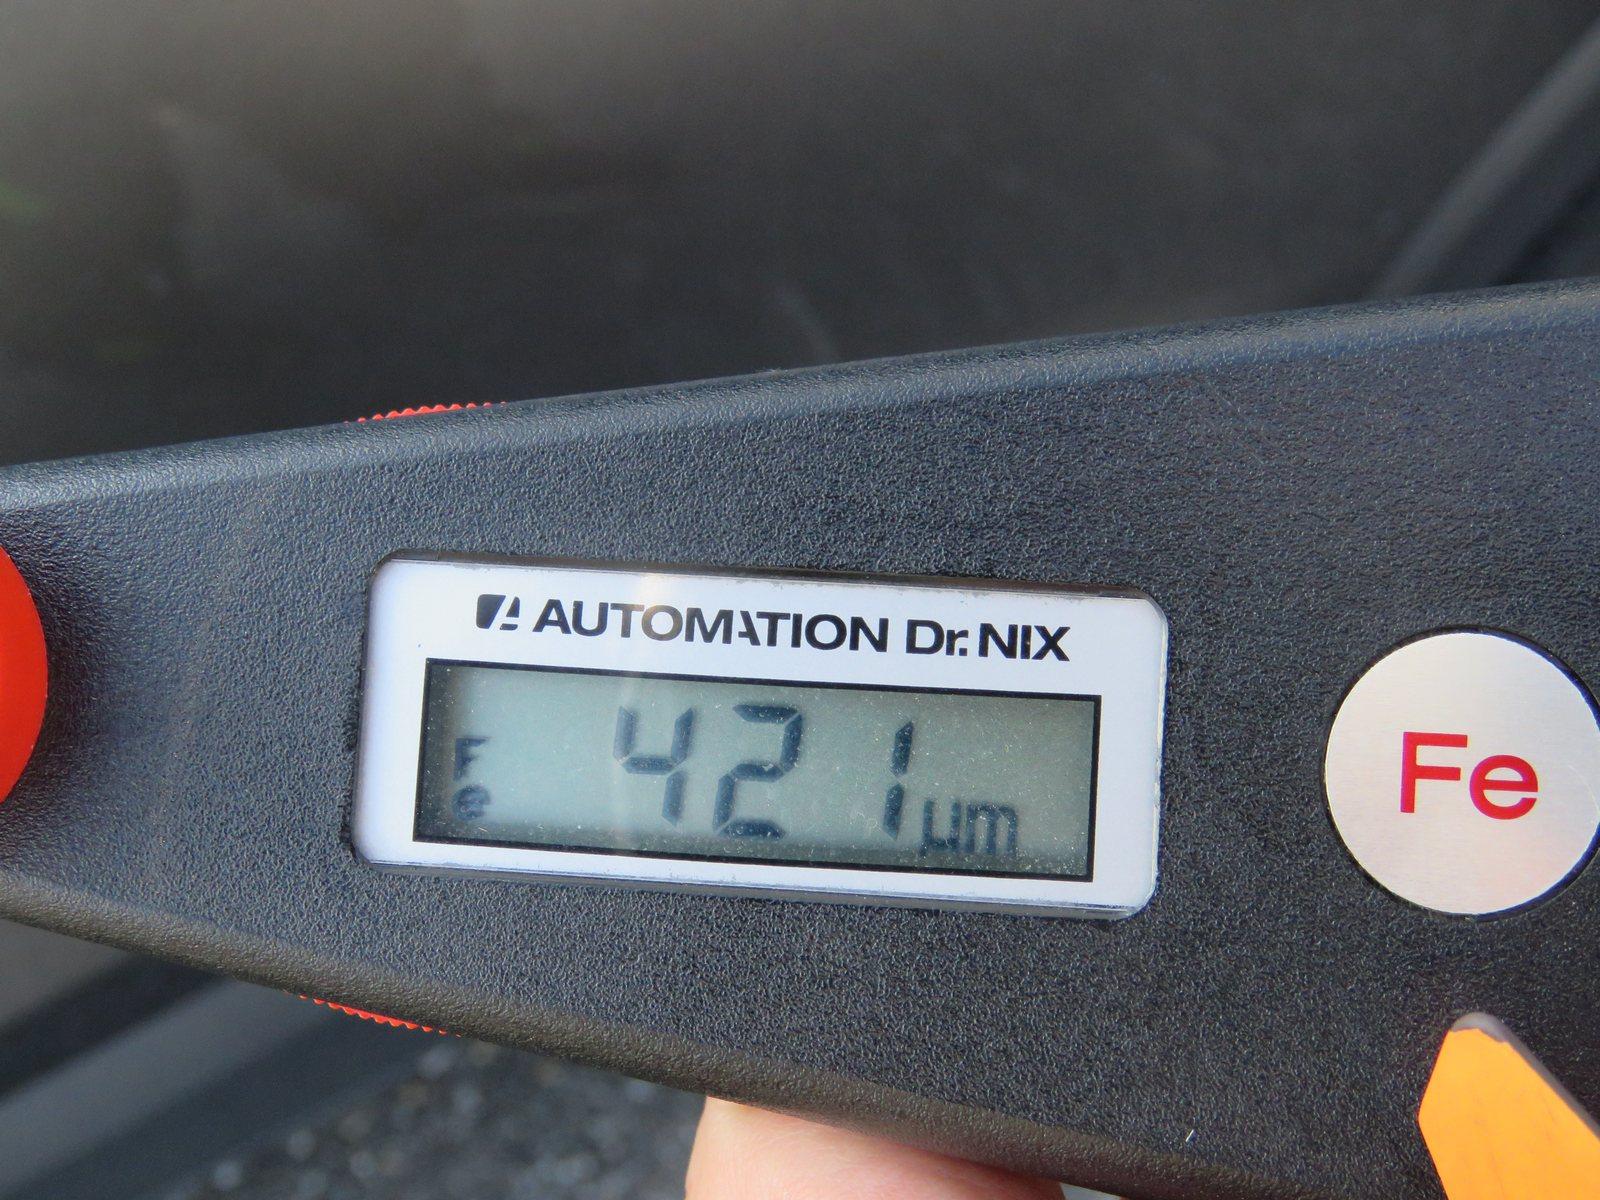 AUTOMATION Dr. NIX
Fe 421 µm
Fe